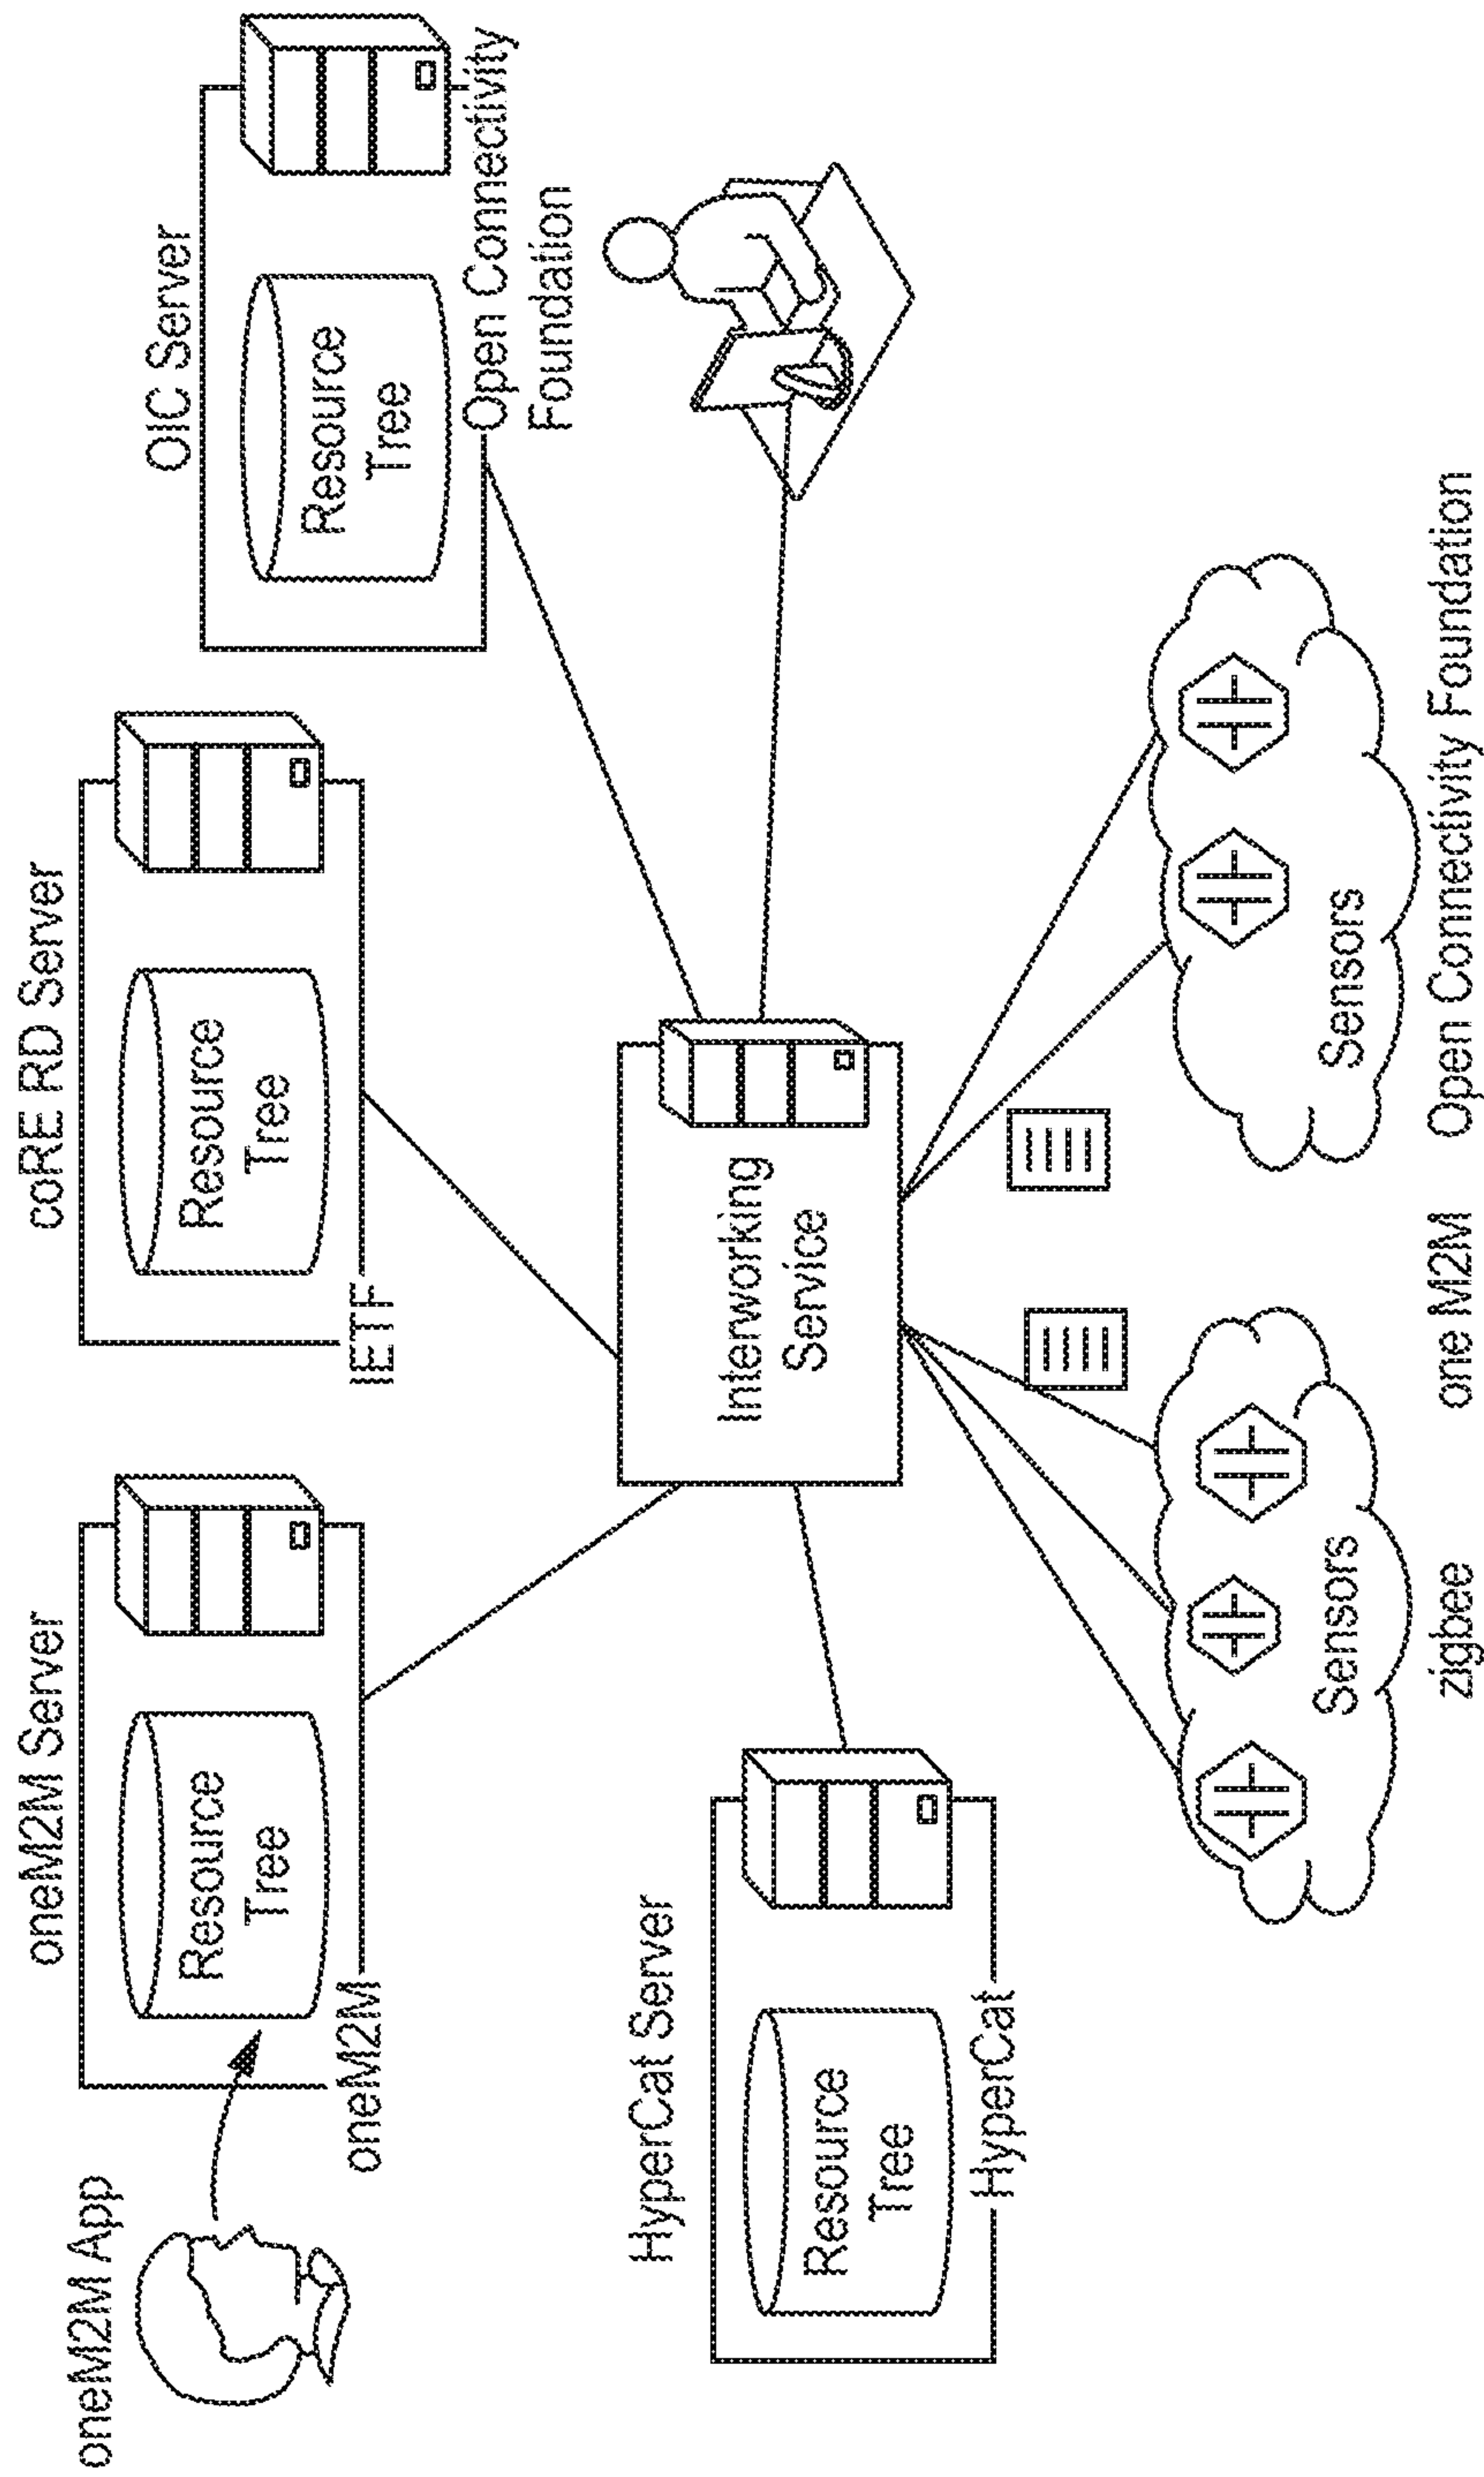 oneM2M App
oneM2M Server
Resource
Tree
oneM2M
coRE RD Server
Resource
Tree
IETF
OIC Server
Resource
Tree
Open Connectivity
Foundation
HyperCat Server
Resource
Tree
HyperCat
Interworking
Service
Sensors
Sensors
zigbee
one M2M
Open Connectivity Foundation